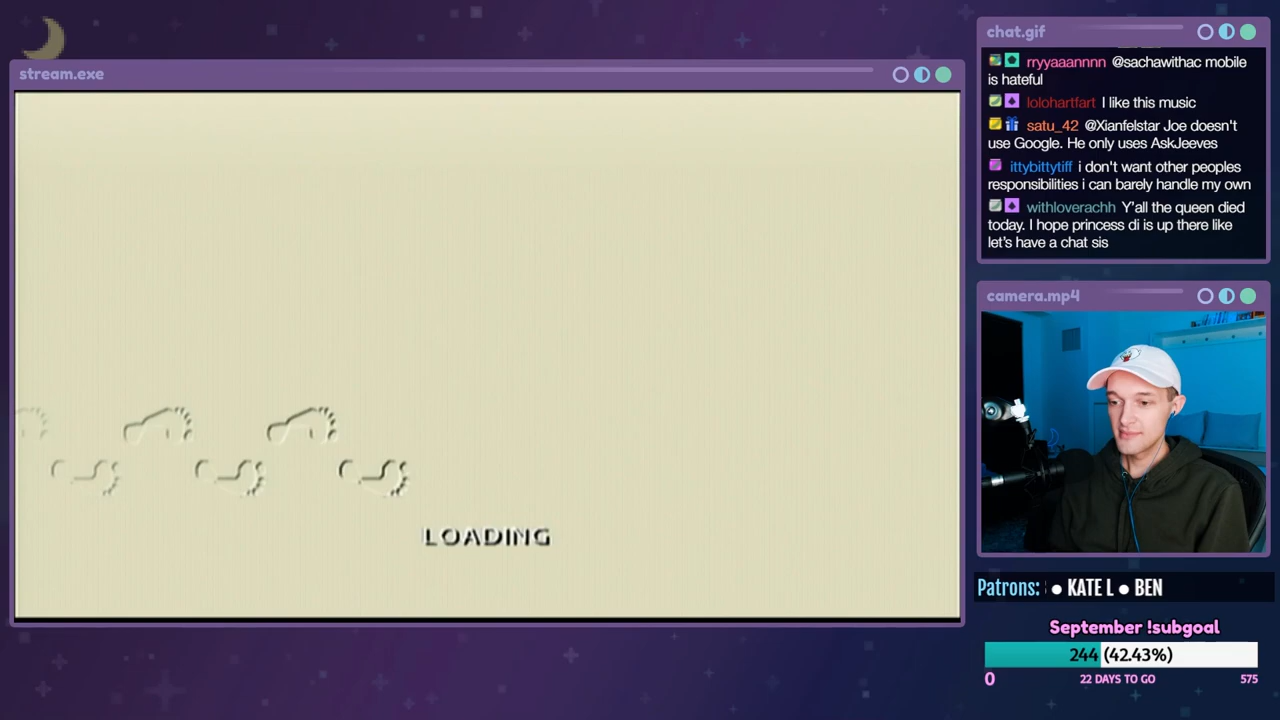 stream.exe
LOADING
chat.gif
rryyaaannnn @sachawithac mobile
is hateful
lolohartfart I like this music
satu_42 @Xianfelstar Joe doesn't
use Google. He only uses AskJeeves
ittybittytiff i don't want other peoples
responsibilities i can barely handle my own
withloverachh Y'all the queen died
today. I hope princess di is up there like
let's have a chat sis
camera.mp4
Patrons: ● KATE L ● BEN
September !subgoal
244 (42.43%)
0 22 DAYS TO GO 575